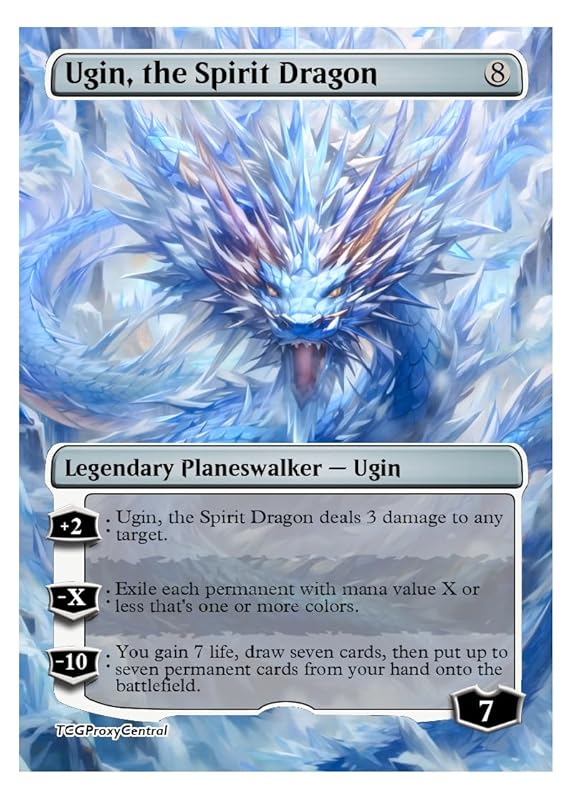 Ugin, the Spirit Dragon 8
Legendary Planeswalker — Ugin
+2 : Ugin, the Spirit Dragon deals 3 damage to any
target.
-X : Exile each permanent with mana value X or
less that's one or more colors.
-10 : You gain 7 life, draw seven cards, then put up to
seven permanent cards from your hand onto the
battlefield.
7
TCGProxyCentral